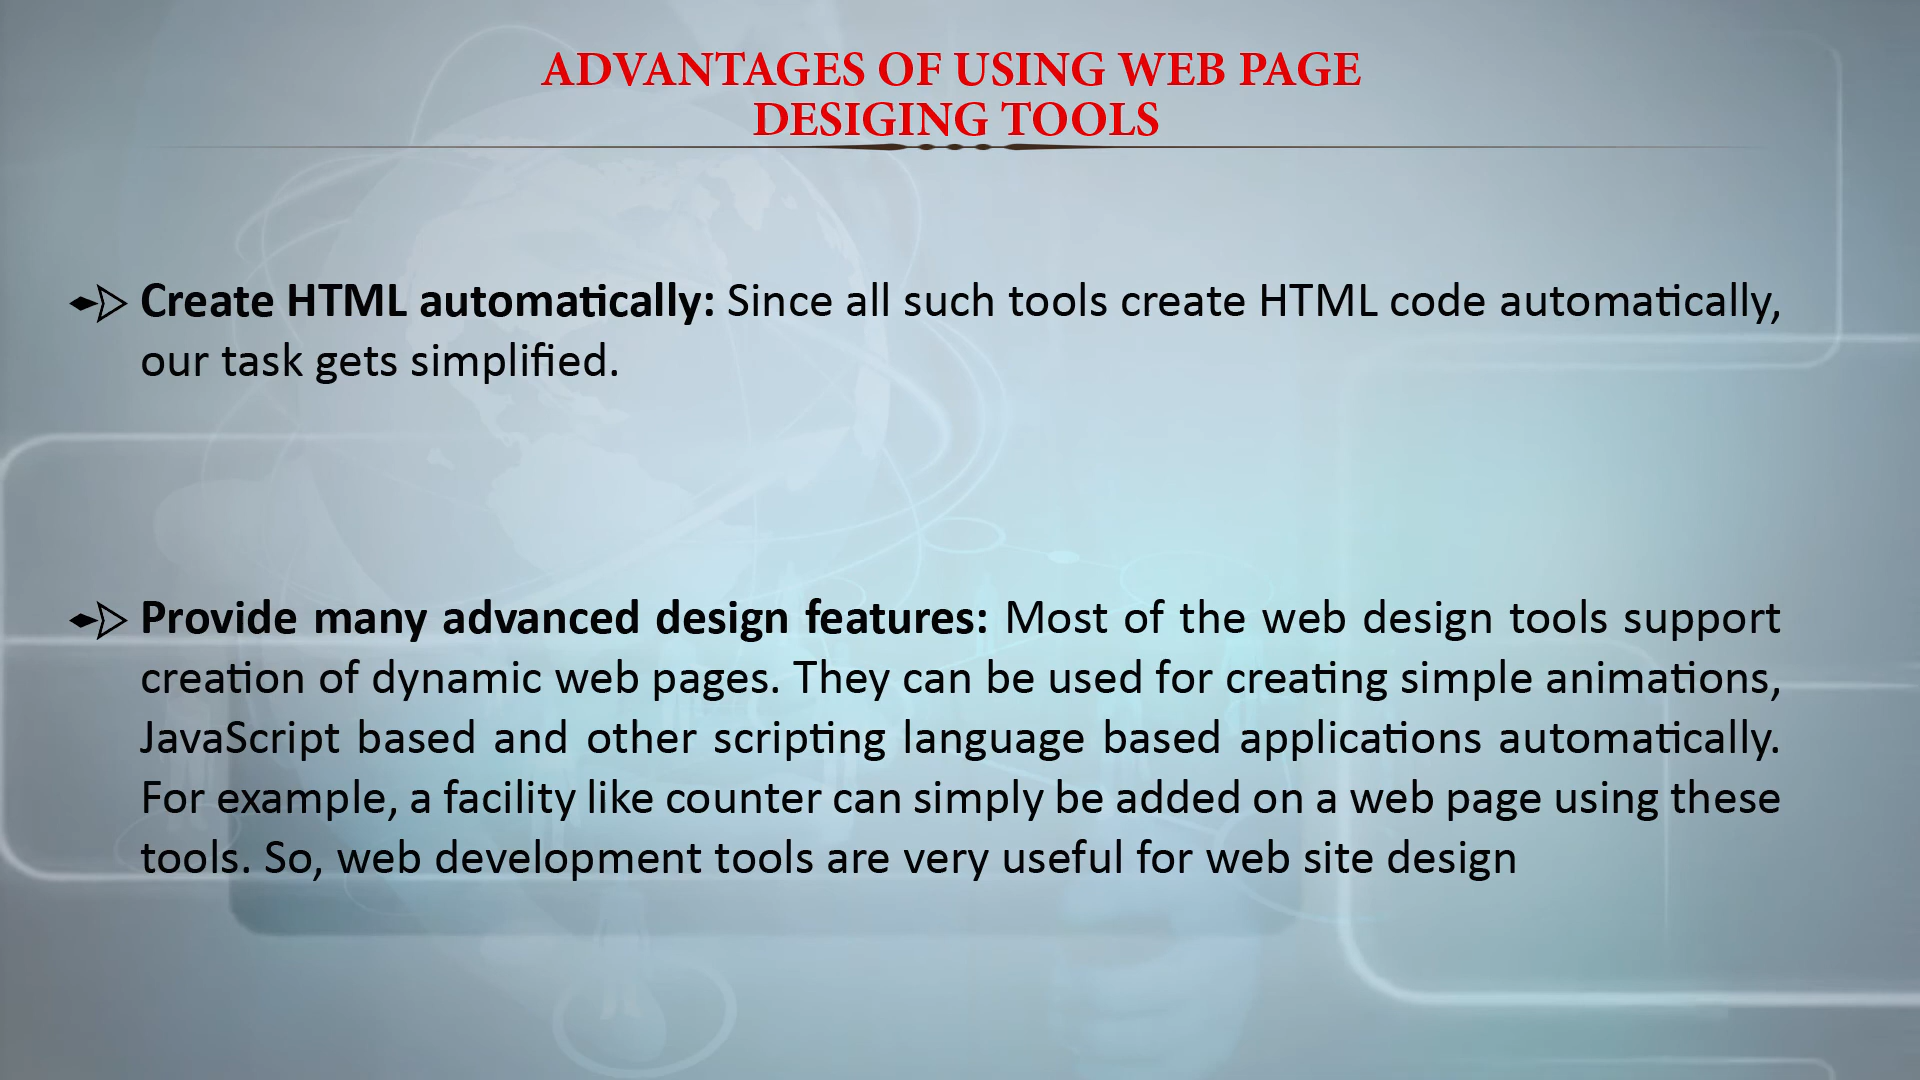 ADVANTAGES OF USING WEB PAGE
DESIGING TOOLS
Create HTML automatically: Since all such tools create HTML code automatically,
our task gets simplified.
Provide many advanced design features: Most of the web design tools support
creation of dynamic web pages. They can be used for creating simple animations,
JavaScript based and other scripting language based applications automatically.
For example, a facility like counter can simply be added on a web page using these
tools. So, web development tools are very useful for web site design